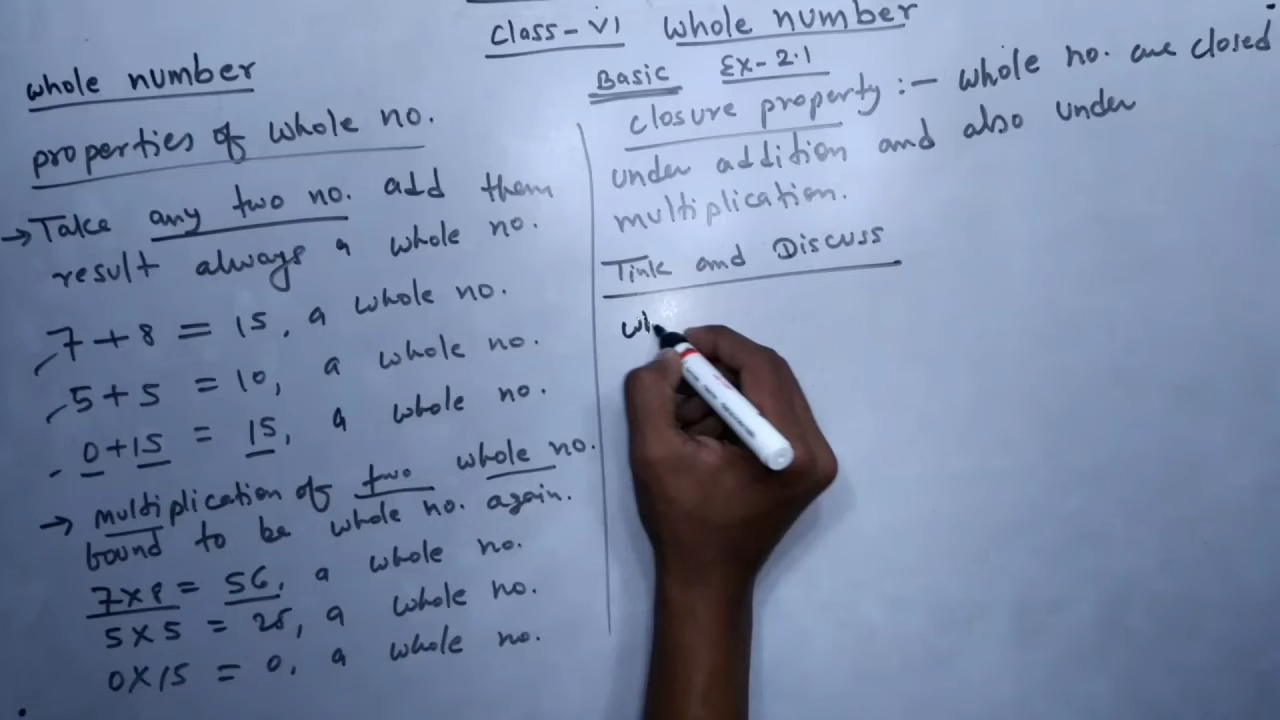 Class-VI Whole number
Basic Ex-2.1
whole number
properties of whole no.
→ Take any two no. add them
result always a whole no.
7+8 = 15, a whole no.
5+5 = 10, a whole no.
0+15 = 15, a whole no.
→ multiplication of two whole no.
bound to be whole no. again.
7×8 = 56, a whole no.
5×5 = 25, a whole no.
0×15 = 0, a whole no.
closure property :- whole no. are closed
under addition and also under
multiplication.
Tink and Discuss
wh